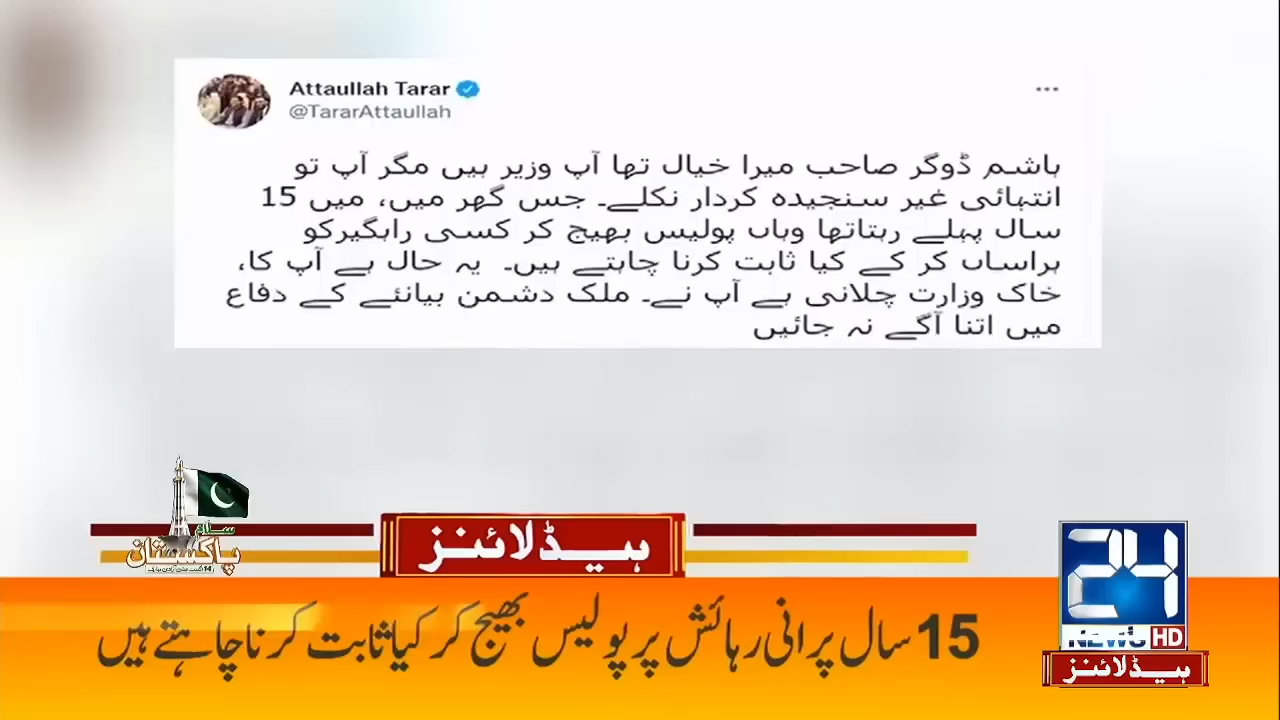 Attaullah Tarar
@TararAttaullah
ہاشم ڈوگر صاحب میرا خیال تھا آپ وزیر ہیں مگر آپ تو
انتہائی غیر سنجیدہ کردار نکلے۔ جس گھر میں، میں 15
سال پہلے رہتاتھا وہاں پولیس بھیج کر کسی راہگیرکو
ہراساں کر کے کیا ثابت کرنا چاہتے ہیں۔ یہ حال ہے آپ کا،
خاک وزارت چلانی ہے آپ نے۔ ملک دشمن بیانئے کے دفاع
میں اتنا آگے نہ جائیں
سلام
پاکستان
ہیڈلائنز
15 سال پرانی رہائش پر پولیس بھیج کر کیا ثابت کرنا چاہتے ہیں
24
NEWS HD
ہیڈلائنز